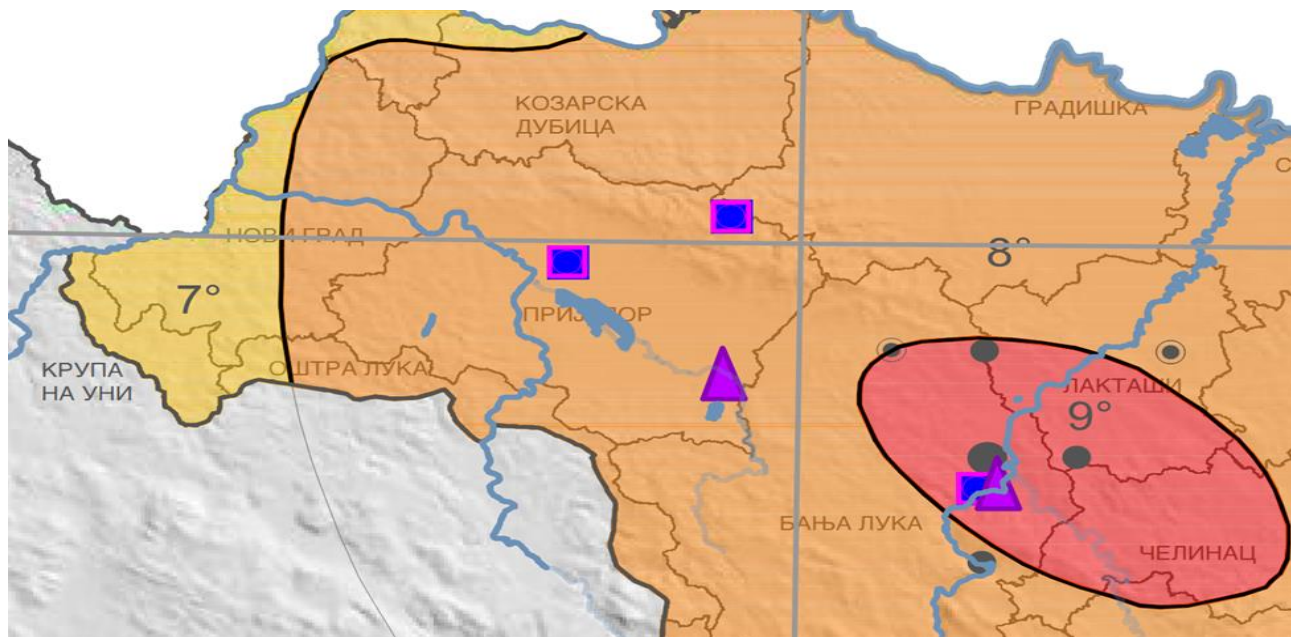 КОЗАРСКА
ДУБИЦА
ГРАДИШКА
НОВИ ГРАД
8°
7°
ПРИЈЕДОР
КРУПА
НА УНИ
ОШТРА ЛУКА
ЛАКТАШИ
9°
БАЊА ЛУКА
ЧЕЛИНАЦ